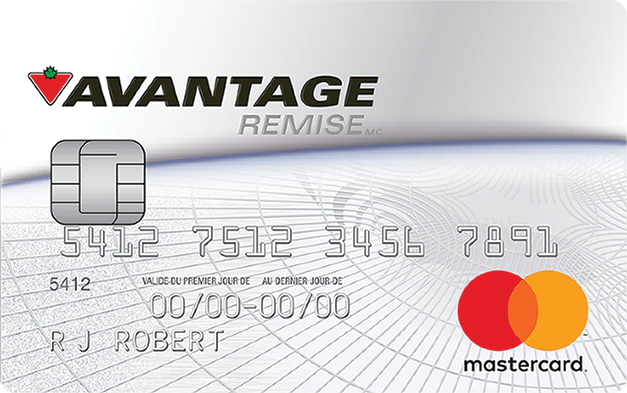 AVANTAGE
REMISE MC
5412 7512 3456 7891
5412 VALIDE DU PREMIER JOUR DE AU DERNIER JOUR DE
00/00-00/00
R J ROBERT
mastercard.